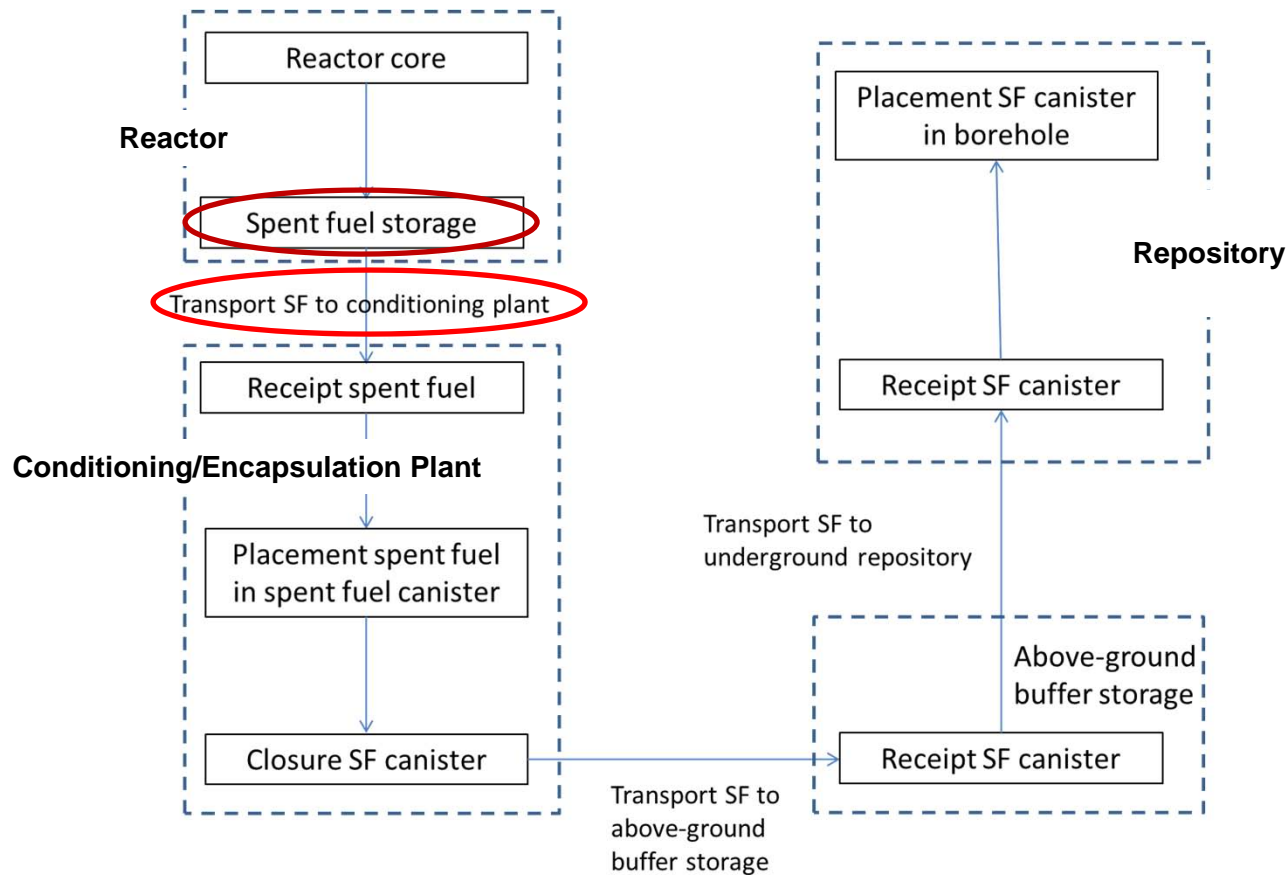 Reactor core
Reactor
Spent fuel storage
Transport SF to conditioning plant
Receipt spent fuel
Conditioning/Encapsulation Plant
Placement spent fuel
in spent fuel canister
Closure SF canister
Transport SF to
above-ground
buffer storage
Above-ground
buffer storage
Receipt SF canister
Transport SF to
underground repository
Receipt SF canister
Repository
Placement SF canister
in borehole